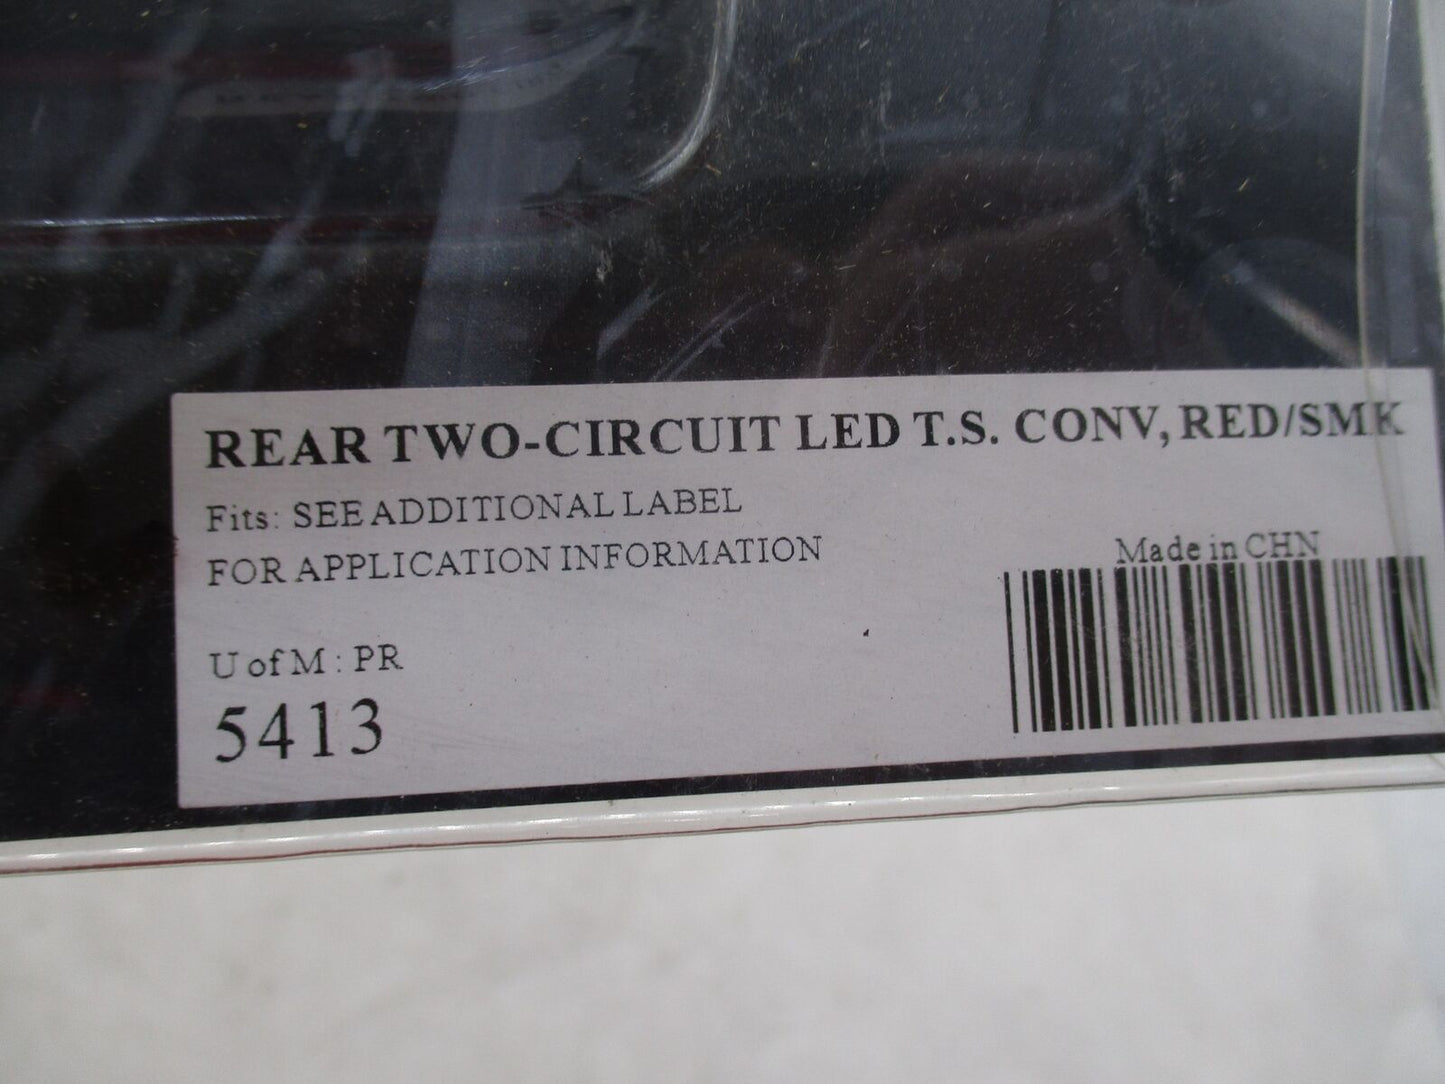 REAR TWO-CIRCUIT LED T.S. CONV, RED/SMK
Fits: SEE ADDITIONAL LABEL
FOR APPLICATION INFORMATION
Made in CHN
U of M : PR
5413